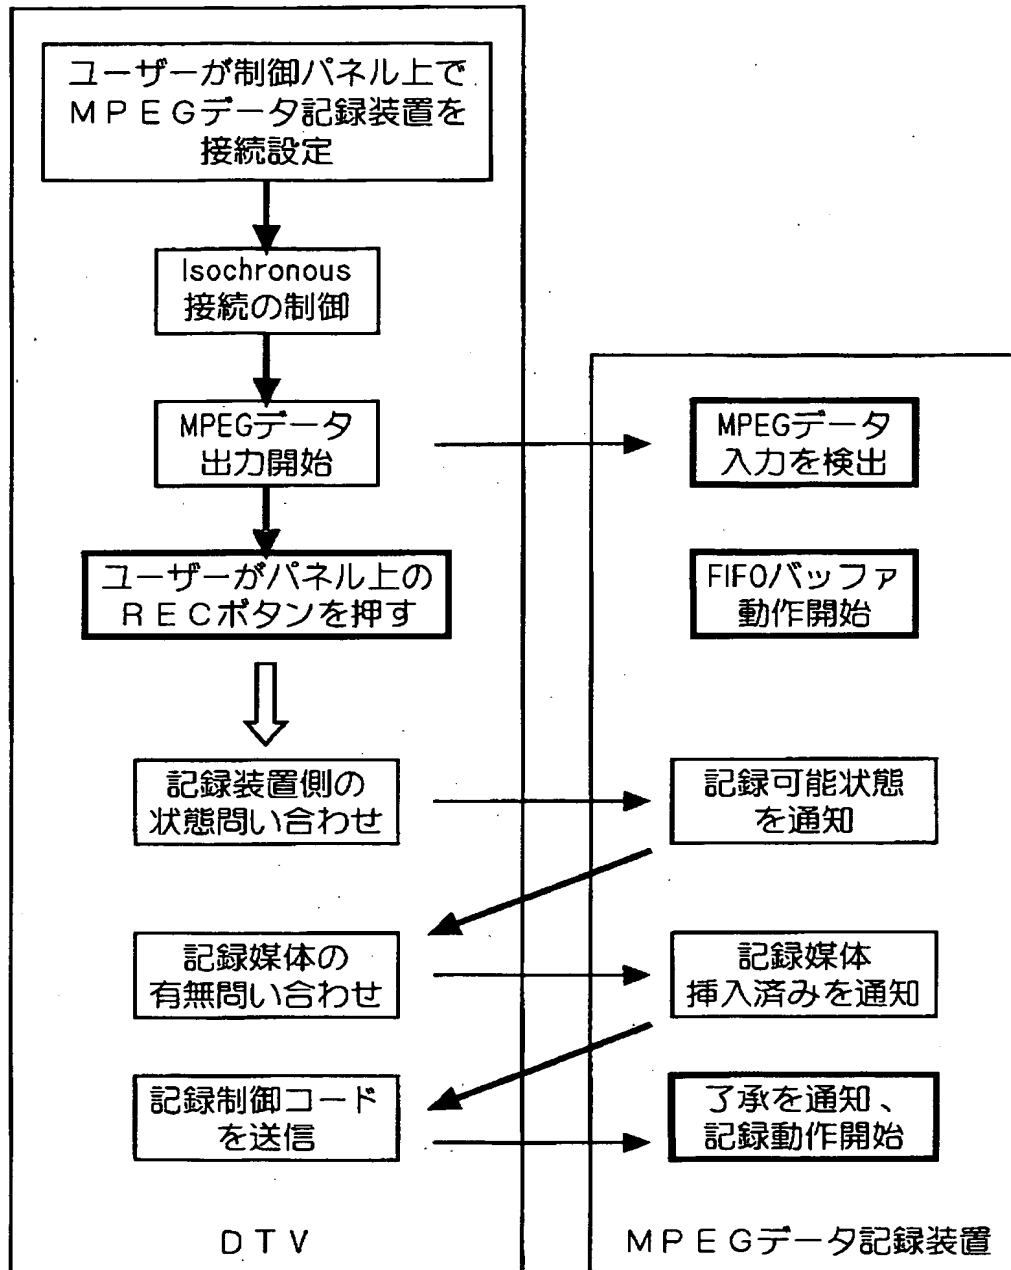 ユーザーが制御パネル上で
ＭＰＥＧデータ記録装置を
接続設定
Isochronous
接続の制御
MPEGデータ
出力開始
MPEGデータ
入力を検出
ユーザーがパネル上の
ＲＥＣボタンを押す
FIFOバッファ
動作開始
記録装置側の
状態問い合わせ
記録可能状態
を通知
記録媒体の
有無問い合わせ
記録媒体
挿入済みを通知
記録制御コード
を送信
了承を通知、
記録動作開始
ＤＴＶ
ＭＰＥＧデータ記録装置